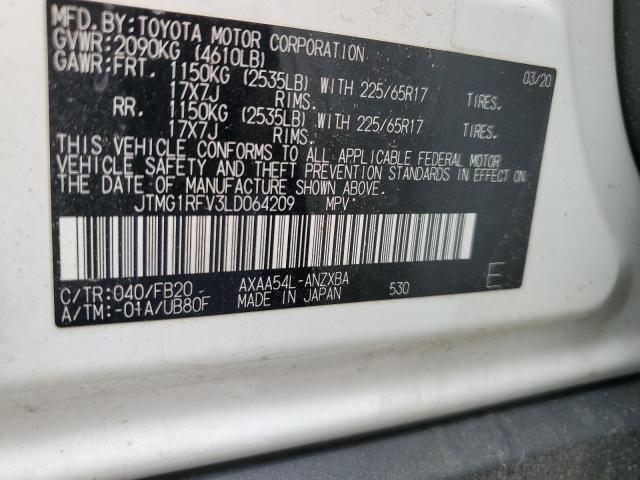 MFD. BY: TOYOTA MOTOR CORPORATION 03/20
GVWR: 2090KG (4610LB)
GAWR: FRT. 1150KG (2535LB) WITH 225/65R17 TIRES.
17X7J RIMS.
RR. 1150KG (2535LB) WITH 225/65R17 TIRES.
17X7J RIMS.
THIS VEHICLE CONFORMS TO ALL APPLICABLE FEDERAL MOTOR
VEHICLE SAFETY AND THEFT PREVENTION STANDARDS IN EFFECT ON
THE DATE OF MANUFACTURE SHOWN ABOVE.
JTMG1RFV3LD064209 MPV
C/TR: 040/FB20 AXAA54L-ANZXBA 530 E
A/TM: -01A/UB80F MADE IN JAPAN